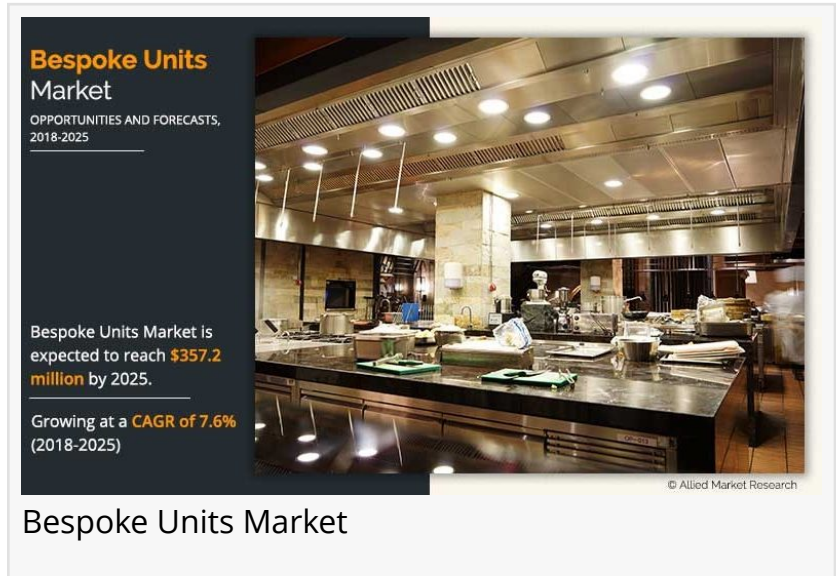 Bespoke Units
Market
OPPORTUNITIES AND FORECASTS,
2018-2025
Bespoke Units Market is
expected to reach $357.2
million by 2025.
Growing at a CAGR of 7.6%
(2018-2025)
© Allied Market Research
Bespoke Units Market